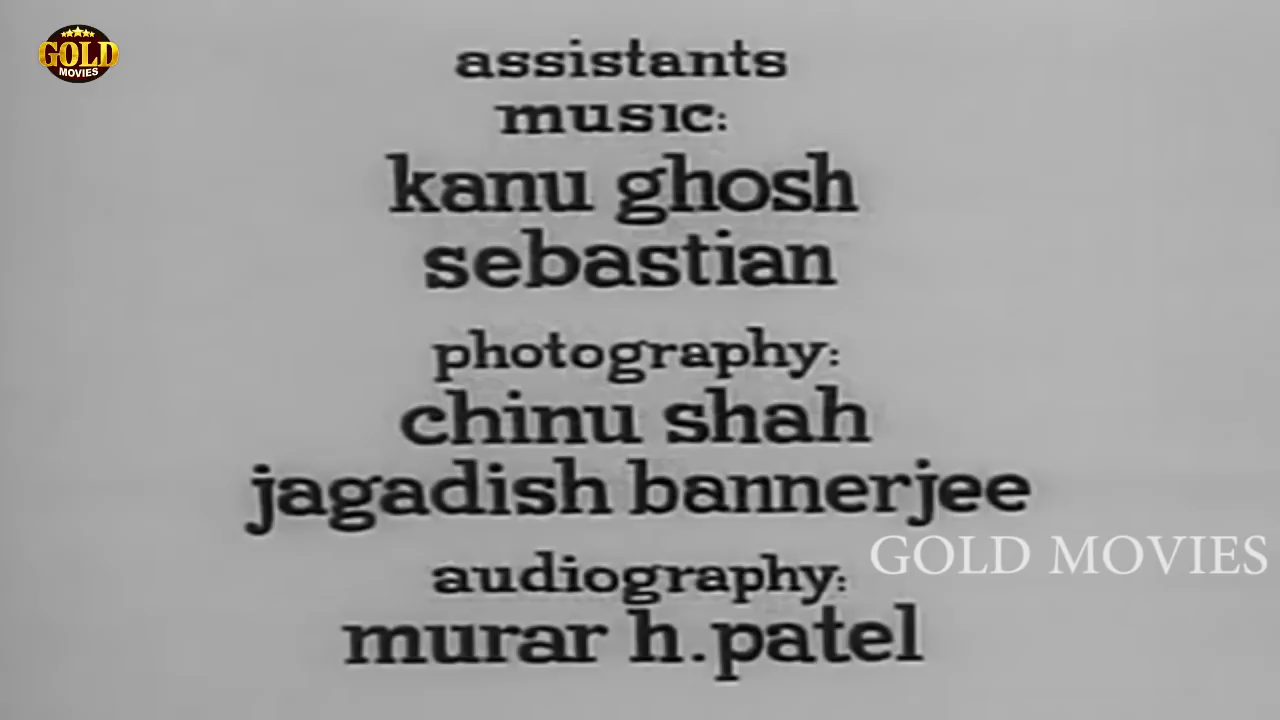 GOLD
MOVIES
assistants
music:
kanu ghosh
sebastian
photography:
chinu shah
jagadish bannerjee
audiography:
murar h.patel
GOLD MOVIES